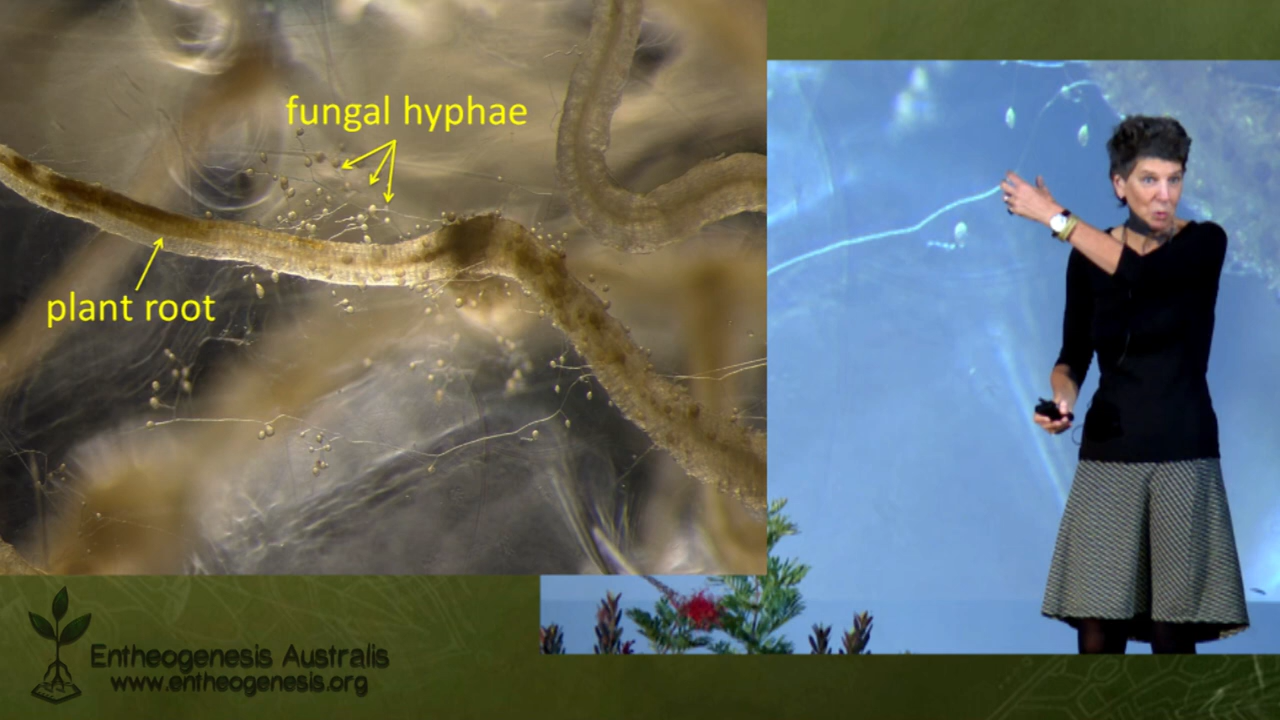 fungal hyphae
plant root
Entheogenesis Australis
www.entheogenesis.org